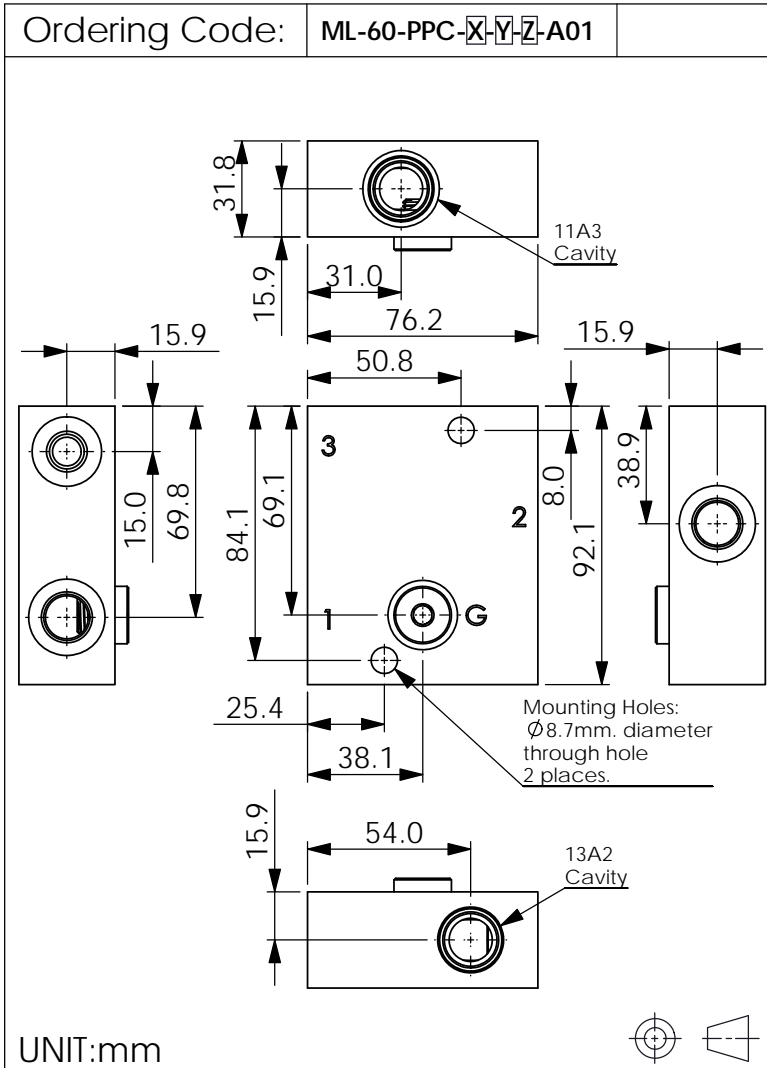 Ordering Code: ML-60-PPC-X-Y-Z-A01
31.8
15.9
31.0
76.2
11A3
Cavity
15.9
15.0
69.8
50.8
3
2
1
G
84.1
69.1
8.0
92.1
25.4
38.1
15.9
38.9
Mounting Holes:
Ø8.7mm. diameter
through hole
2 places.
15.9
54.0
13A2
Cavity
UNIT:mm